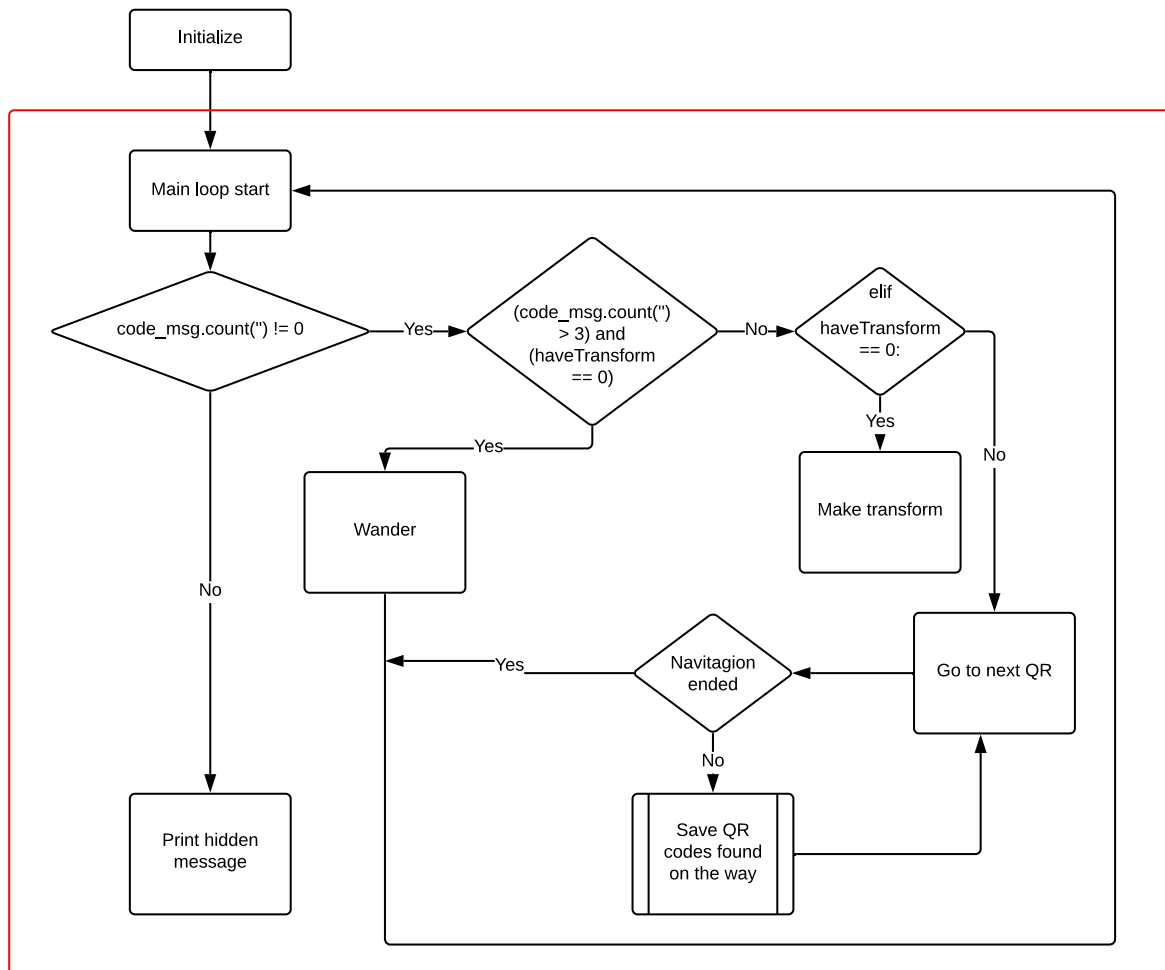 Initialize
Main loop start
code_msg.count('') != 0
Yes
(code_msg.count('')
> 3) and
(haveTransform
== 0)
No
elif
haveTransform
== 0:
Yes
No
Yes
Make transform
Wander
No
Navitagion
ended
Yes
Go to next QR
No
Print hidden
message
Save QR
codes found
on the way